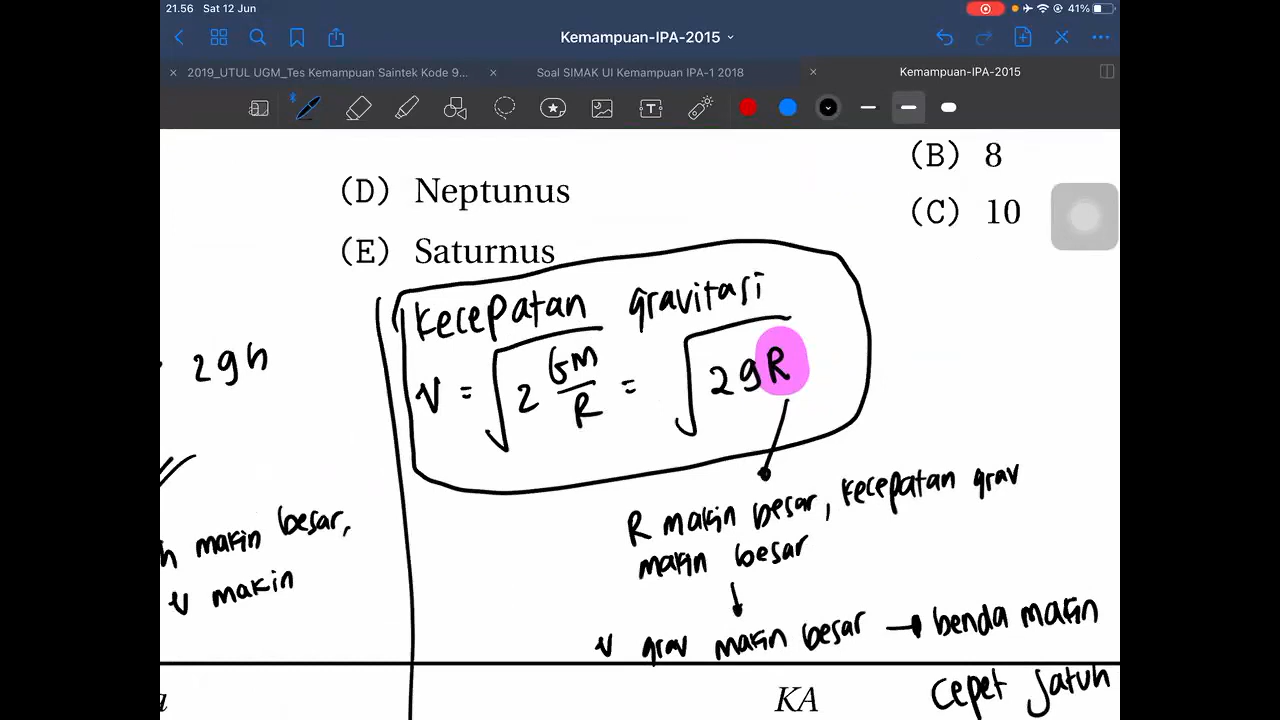 21.56 Sat 12 Jun 41%
Kemampuan-IPA-2015
2019_UTUL UGM_Tes Kemampuan Saintek Kode 9... Soal SIMAK UI Kemampuan IPA-1 2018 Kemampuan-IPA-2015
(B) 8
(D) Neptunus
(C) 10
(E) Saturnus
Kecepatan gravitasi
2gh
v = √2 GM/R = √2gR
R makin besar, kecepatan grav
makin besar
h makin besar,
v makin
v grav makin besar → benda makin
cepet jatuh
KA